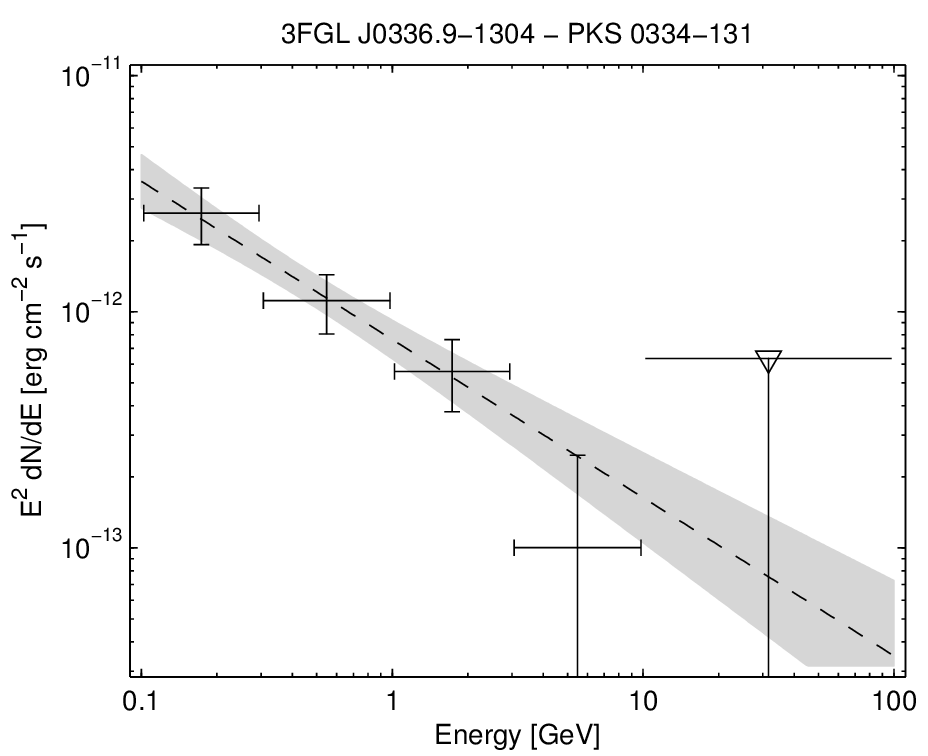 3FGL J0336.9−1304 − PKS 0334−131
10⁻¹¹
10⁻¹²
10⁻¹³
E² dN/dE [erg cm⁻² s⁻¹]
0.1 1 10 100
Energy [GeV]